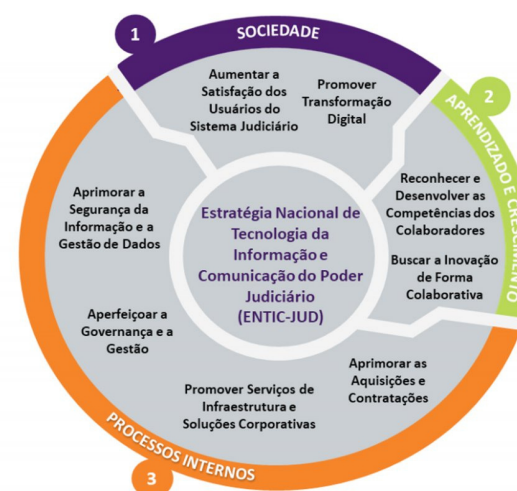 1
SOCIEDADE
Aumentar a
Satisfação dos
Usuários do
Sistema Judiciário
Promover
Transformação
Digital
2
APRENDIZADO E CRESCIMENTO
Reconhecer e
Desenvolver as
Competências dos
Colaboradores
Buscar a Inovação
de Forma
Colaborativa
Estratégia Nacional de
Tecnologia da
Informação e
Comunicação do Poder
Judiciário
(ENTIC-JUD)
Aprimorar a
Segurança da
Informação e a
Gestão de Dados
Aperfeiçoar a
Governança e a
Gestão
Promover Serviços de
Infraestrutura e
Soluções Corporativas
Aprimorar as
Aquisições e
Contratações
PROCESSOS INTERNOS
3